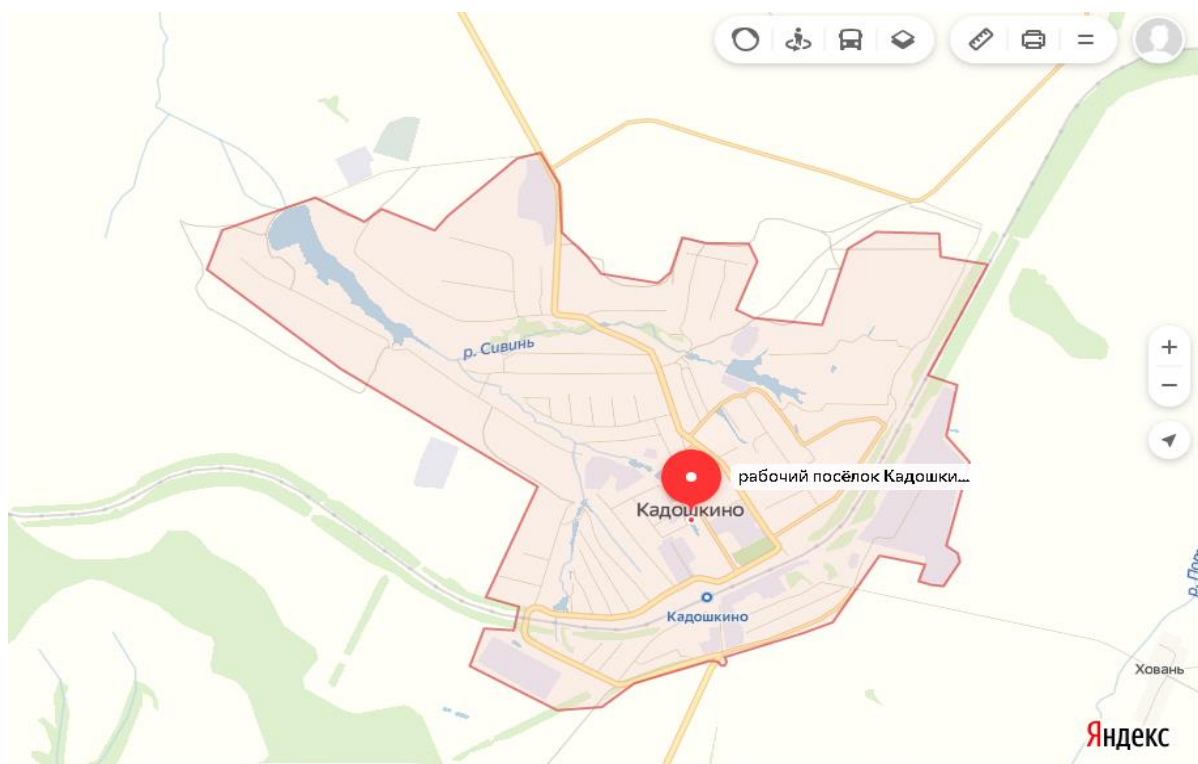 р. Сивинь
рабочий посёлок Кадошки...
Кадошкино
Кадошкино
Ховань
Яндекс